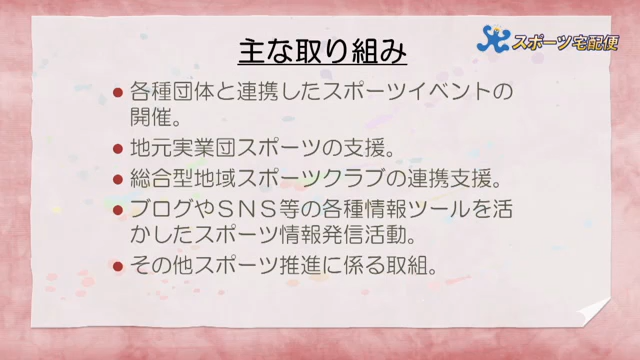 主な取り組み
スポーツ宅配便
●各種団体と連携したスポーツイベントの
開催。
●地元実業団スポーツの支援。
●総合型地域スポーツクラブの連携支援。
●ブログやＳＮＳ等の各種情報ツールを活
かしたスポーツ情報発信活動。
●その他スポーツ推進に係る取組。